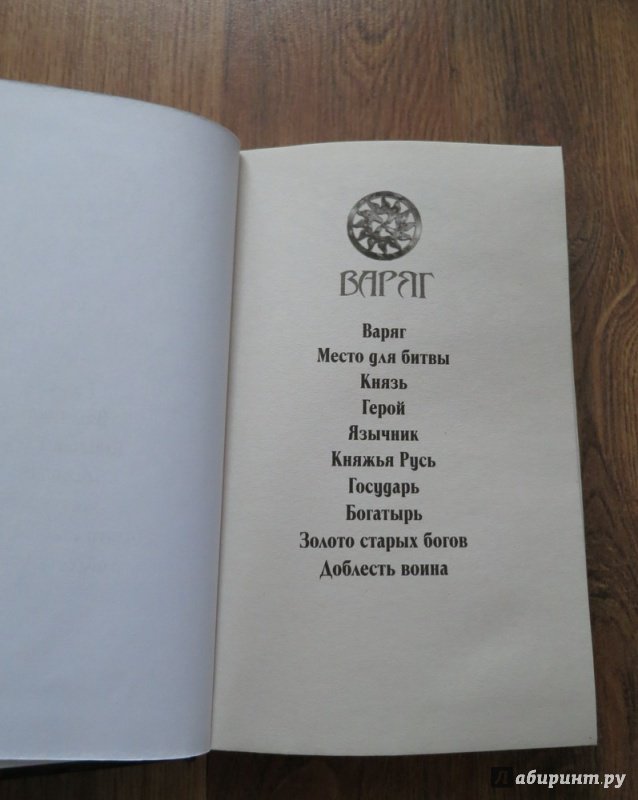 ВАРЯГ
Варяг
Место для битвы
Князь
Герой
Язычник
Княжья Русь
Государь
Богатырь
Золото старых богов
Доблесть воина
Лабиринт.ру